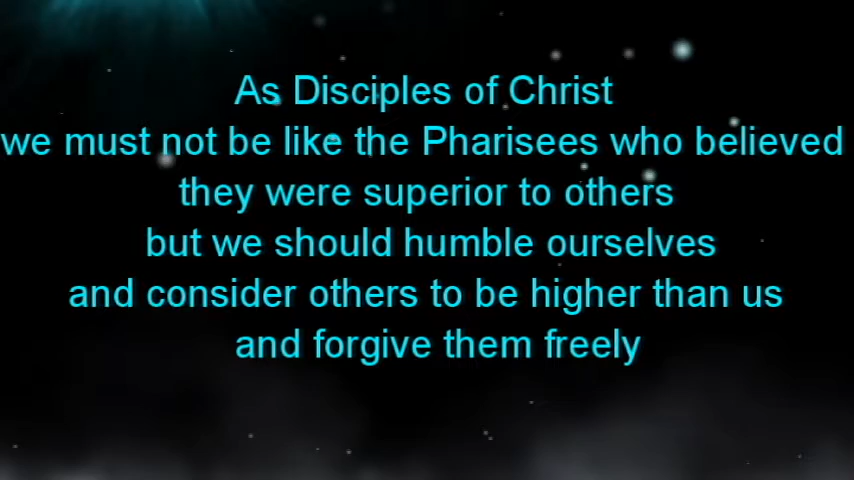 As Disciples of Christ
we must not be like the Pharisees who believed
they were superior to others
but we should humble ourselves
and consider others to be higher than us
and forgive them freely